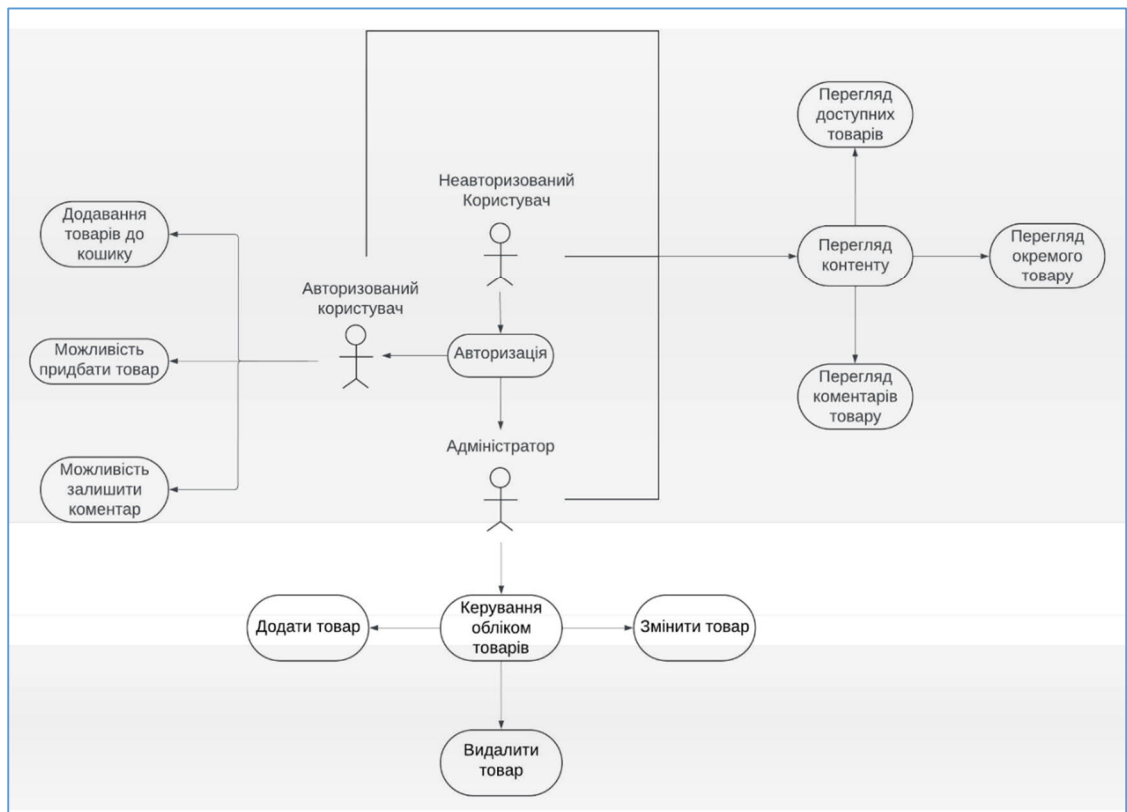 Перегляд
доступних
товарів
Неавторизований
Користувач
Додавання
товарів до
кошику
Перегляд
контенту
Перегляд
окремого
товару
Авторизований
користувач
Авторизація
Можливість
придбати товар
Перегляд
коментарів
товару
Адміністратор
Можливість
залишити
коментар
Додати товар
Керування
обліком
товарів
Змінити товар
Видалити
товар